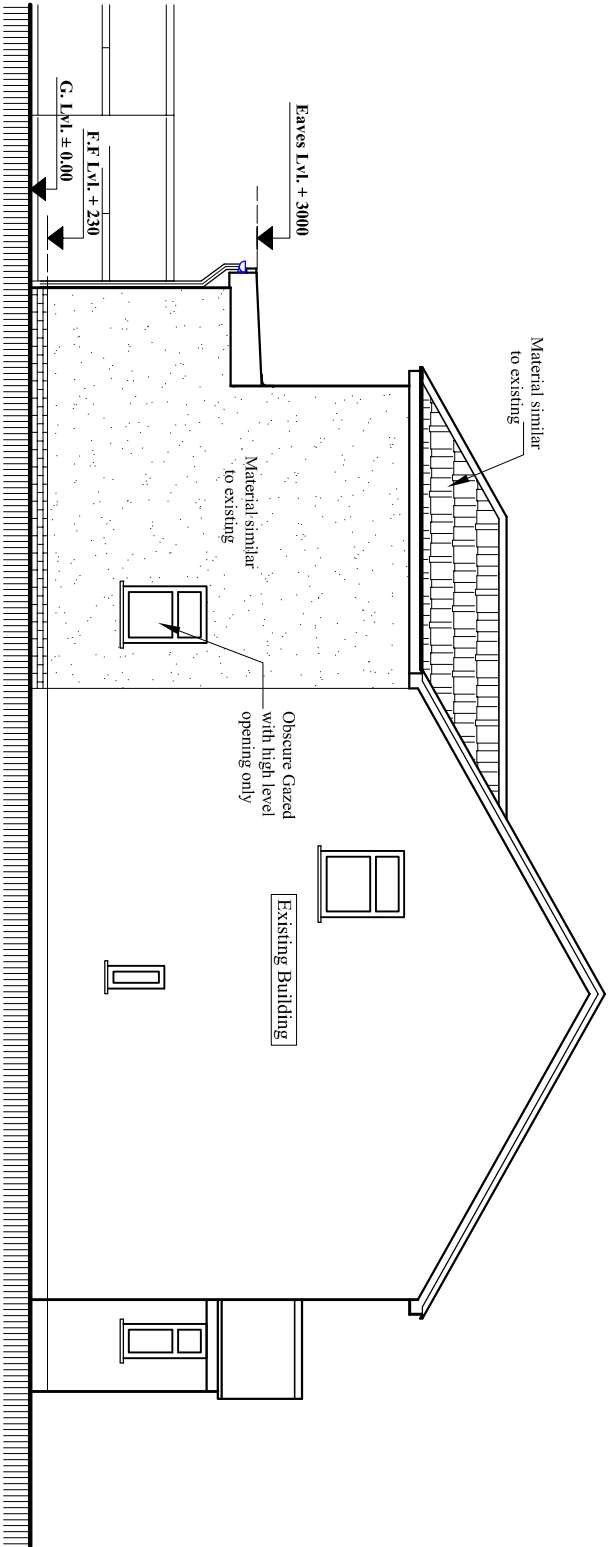 Material similar
to existing
Eaves Lvl. + 3000
F.F Lvl. + 230
G. Lvl. ± 0.00
Material similar
to existing
Obscure Gazed
with high level
opening only
Existing Building